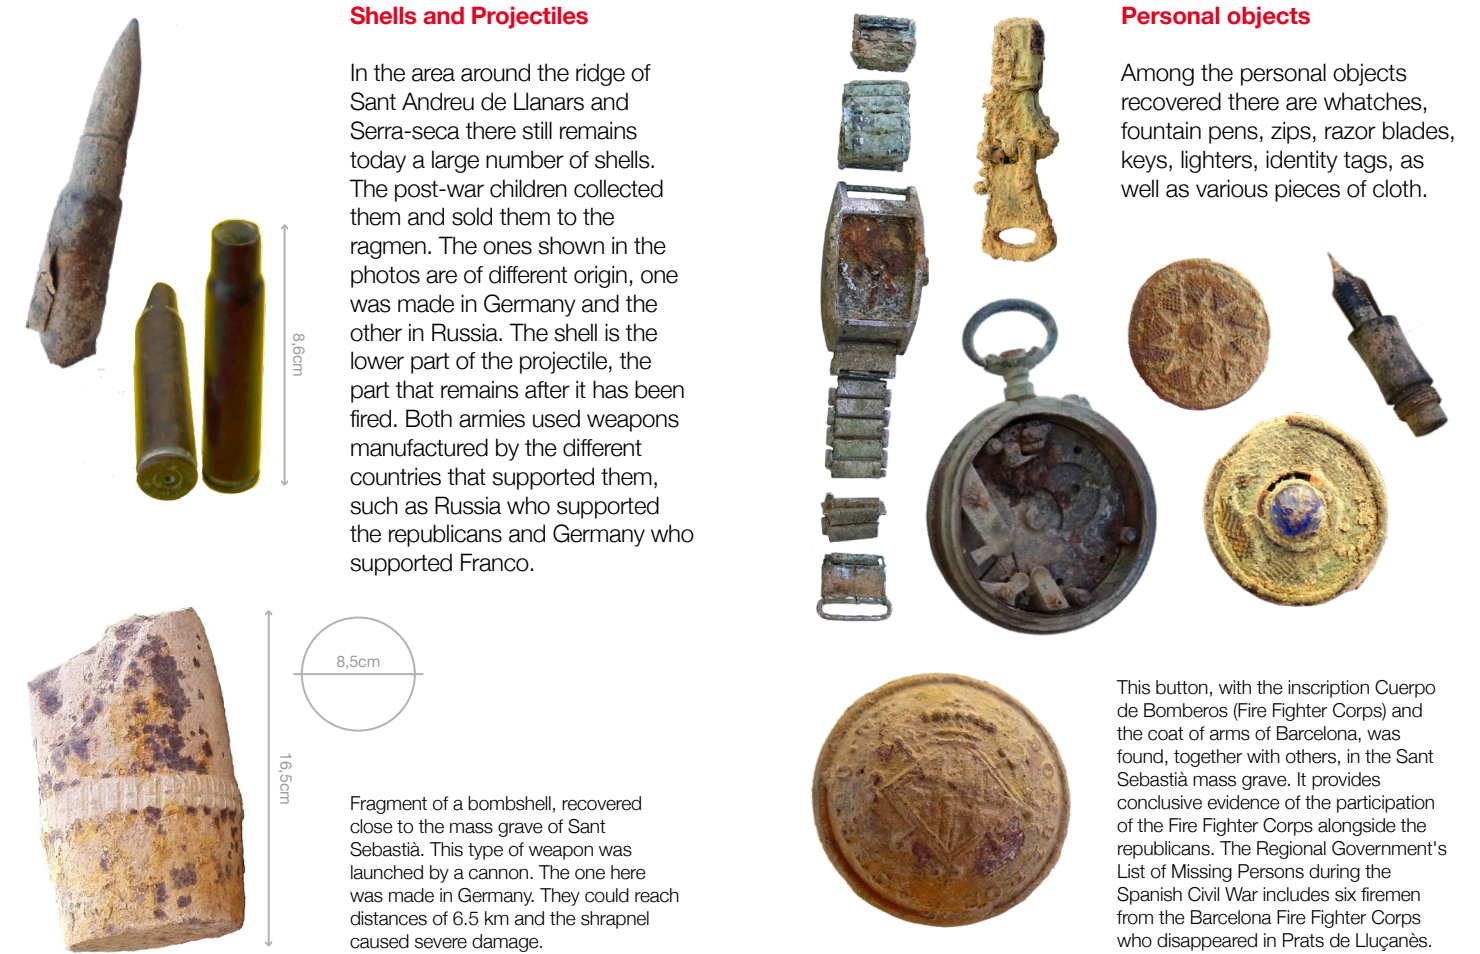 Shells and Projectiles
In the area around the ridge of
Sant Andreu de Llanars and
Serra-seca there still remains
today a large number of shells.
The post-war children collected
them and sold them to the
ragmen. The ones shown in the
photos are of different origin, one
was made in Germany and the
other in Russia. The shell is the
lower part of the projectile, the
part that remains after it has been
fired. Both armies used weapons
manufactured by the different
countries that supported them,
such as Russia who supported
the republicans and Germany who
supported Franco.
8,6cm
8,5cm
16,5cm
Fragment of a bombshell, recovered
close to the mass grave of Sant
Sebastià. This type of weapon was
launched by a cannon. The one here
was made in Germany. They could reach
distances of 6.5 km and the shrapnel
caused severe damage.
Personal objects
Among the personal objects
recovered there are whatches,
fountain pens, zips, razor blades,
keys, lighters, identity tags, as
well as various pieces of cloth.
This button, with the inscription Cuerpo
de Bomberos (Fire Fighter Corps) and
the coat of arms of Barcelona, was
found, together with others, in the Sant
Sebastià mass grave. It provides
conclusive evidence of the participation
of the Fire Fighter Corps alongside the
republicans. The Regional Government's
List of Missing Persons during the
Spanish Civil War includes six firemen
from the Barcelona Fire Fighter Corps
who disappeared in Prats de Lluçanès.